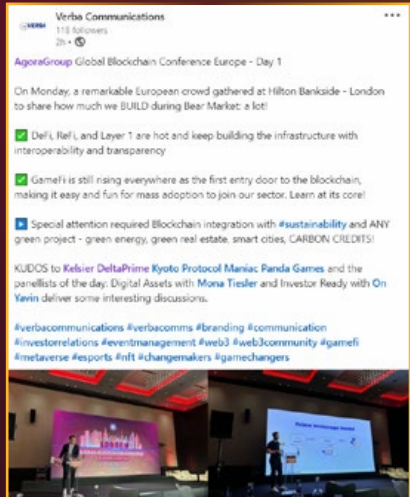 VERBA
Verba Communications
118 followers
2h •
AgoraGroup Global Blockchain Conference Europe - Day 1
On Monday, a remarkable European crowd gathered at Hilton Bankside - London
to share how much we BUILD during Bear Market: a lot!
✅ DeFi, ReFi, and Layer 1 are hot and keep building the infrastructure with
interoperability and transparency
✅ GameFi is still rising everywhere as the first entry door to the blockchain,
making it easy and fun for mass adoption to join our sector. Learn at its core!
▶️ Special attention required Blockchain integration with #sustainability and ANY
green project - green energy, green real estate, smart cities, CARBON CREDITS!
KUDOS to Kelsier DeltaPrime Kyoto Protocol Maniac Panda Games and the
panellists of the day: Digital Assets with Mona Tiesler and Investor Ready with On
Yavin deliver some interesting discussions.
#verbacommunications #verbacomms #branding #communication
#investorrelations #eventmanagement #web3 #web3community #gamefi
#metaverse #esports #nft #changemakers #gamechangers
LONDON